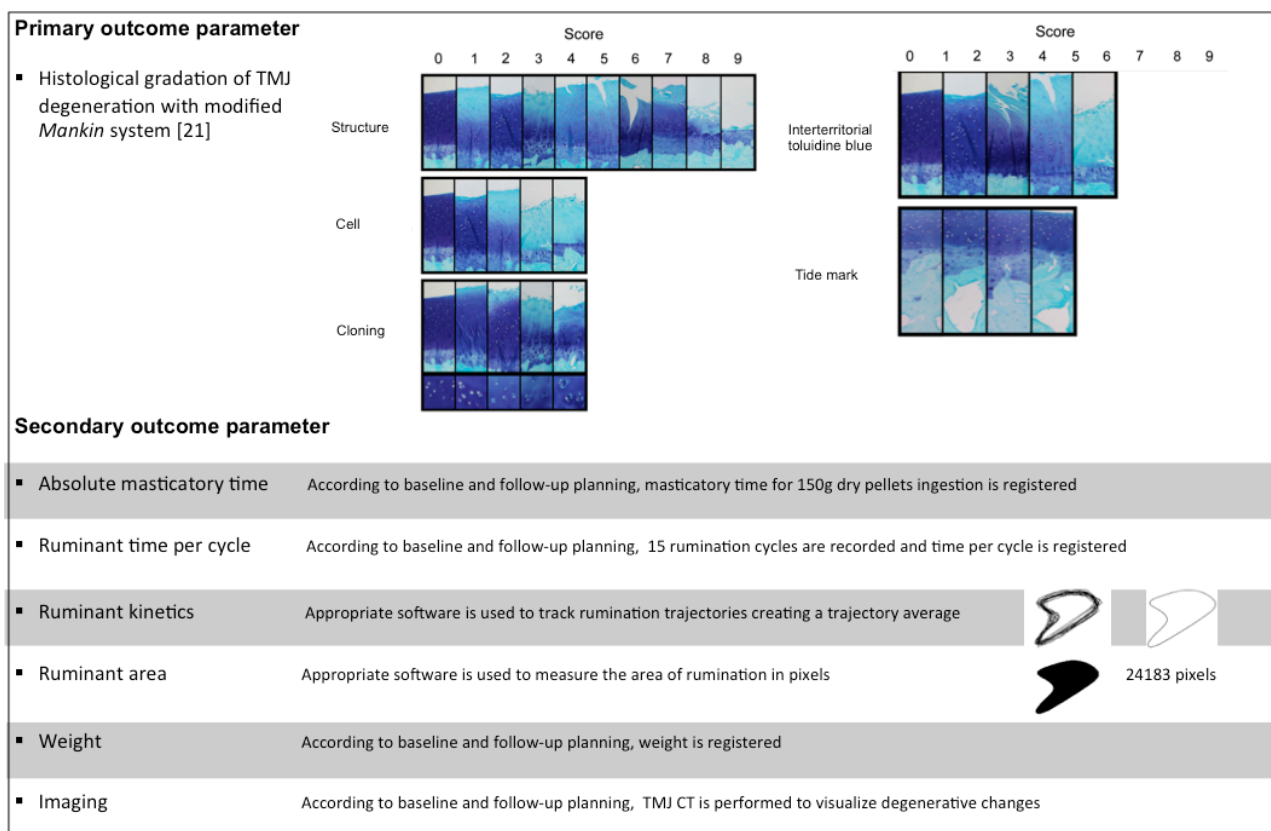 Primary outcome parameter
▪ Histological gradation of TMJ
degeneration with modified
Mankin system [21]
Score
0 1 2 3 4 5 6 7 8 9
Structure
Cell
Cloning
Score
0 1 2 3 4 5 6 7 8 9
Interterritorial
toluidine blue
Tide mark
Secondary outcome parameter
▪ Absolute masticatory time According to baseline and follow-up planning, masticatory time for 150g dry pellets ingestion is registered
▪ Ruminant time per cycle According to baseline and follow-up planning, 15 rumination cycles are recorded and time per cycle is registered
▪ Ruminant kinetics Appropriate software is used to track rumination trajectories creating a trajectory average
▪ Ruminant area Appropriate software is used to measure the area of rumination in pixels 24183 pixels
▪ Weight According to baseline and follow-up planning, weight is registered
▪ Imaging According to baseline and follow-up planning, TMJ CT is performed to visualize degenerative changes